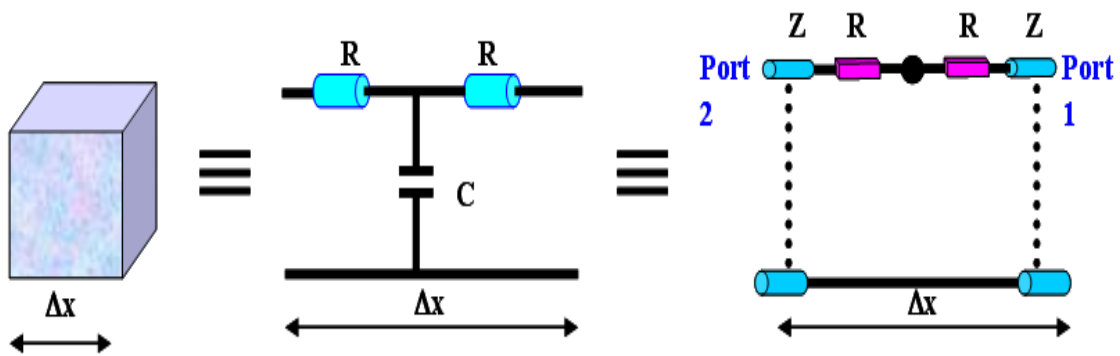 Z R R Z
Port 2
Port 1
R R
C
Δx
Δx
Δx